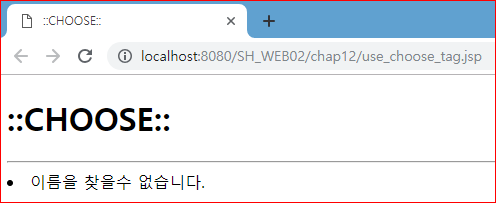 ::CHOOSE::
localhost:8080/SH_WEB02/chap12/use_choose_tag.jsp
::CHOOSE::
이름을 찾을수 없습니다.